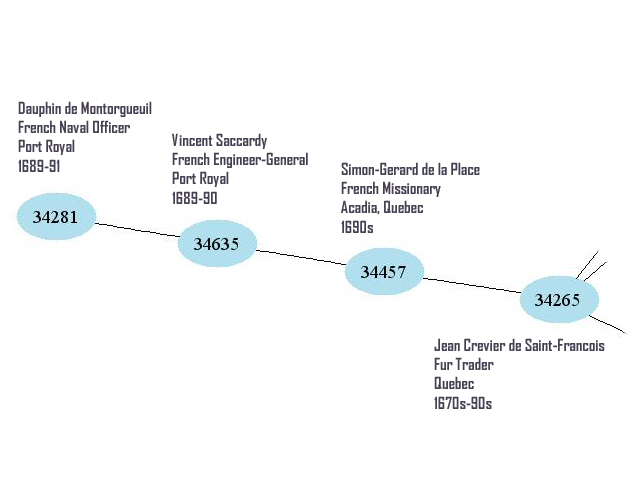 Dauphin de Montorgueuil
French Naval Officer
Port Royal
1689-91
34281
Vincent Saccardy
French Engineer-General
Port Royal
1689-90
34635
Simon-Gerard de la Place
French Missionary
Acadia, Quebec
1690s
34457
34265
Jean Crevier de Saint-Francois
Fur Trader
Quebec
1670s-90s